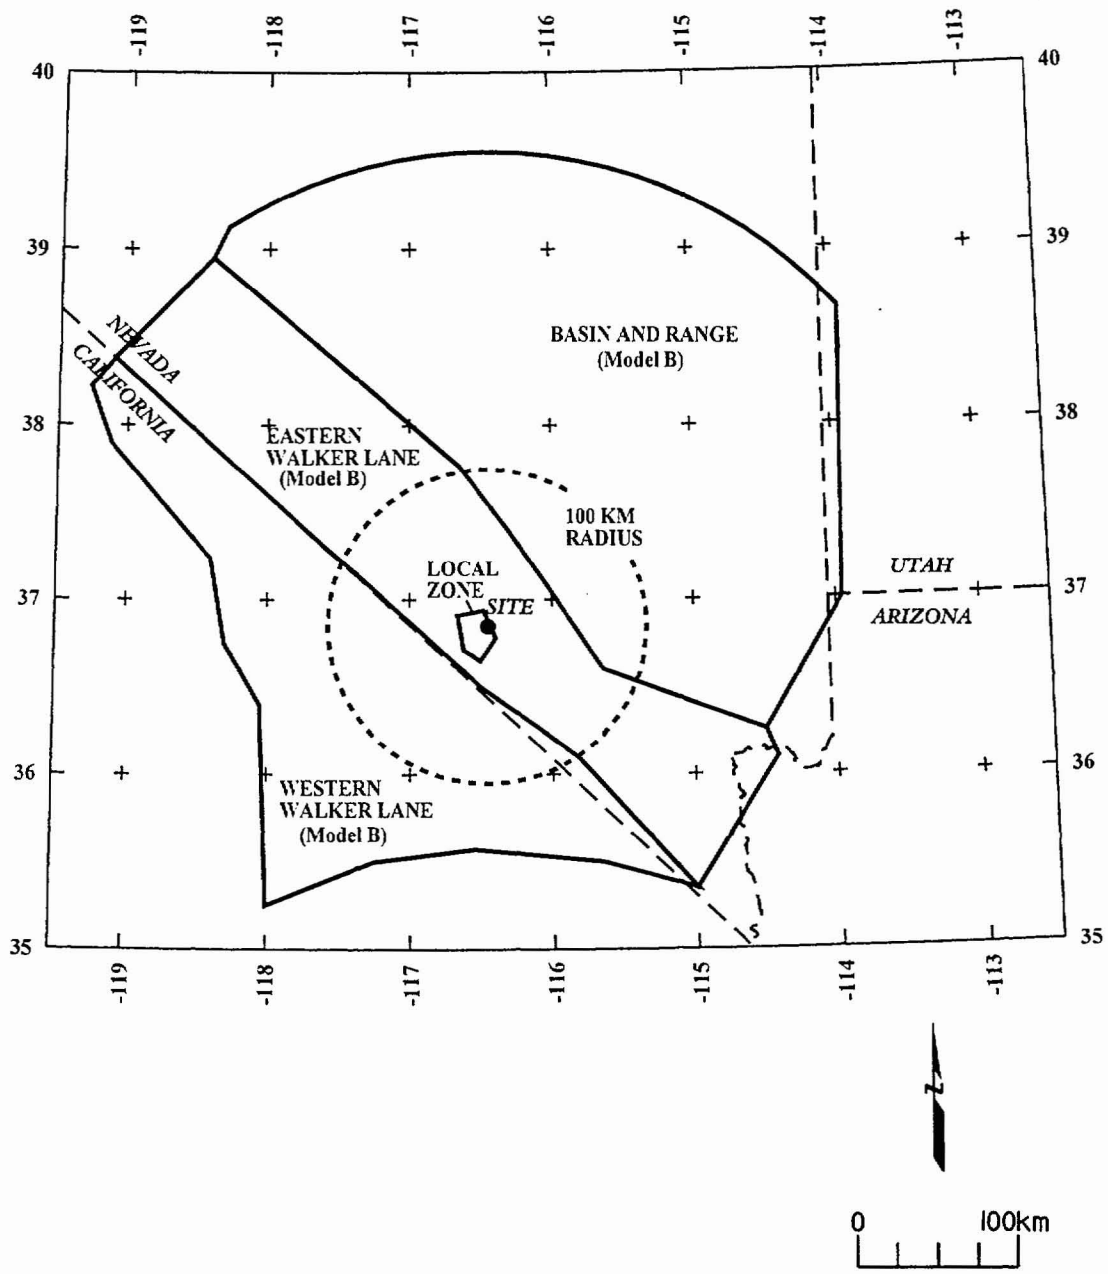 -119
-118
-117
-116
-115
-114
-113
40
40
39
39
NEVADA
CALIFORNIA
BASIN AND RANGE
(Model B)
38
38
EASTERN
WALKER LANE
(Model B)
100 KM
RADIUS
LOCAL
ZONE
SITE
UTAH
37
37
ARIZONA
36
36
WESTERN
WALKER LANE
(Model B)
35
35
-119
-118
-117
-116
-115
-114
-113
N
0
100km